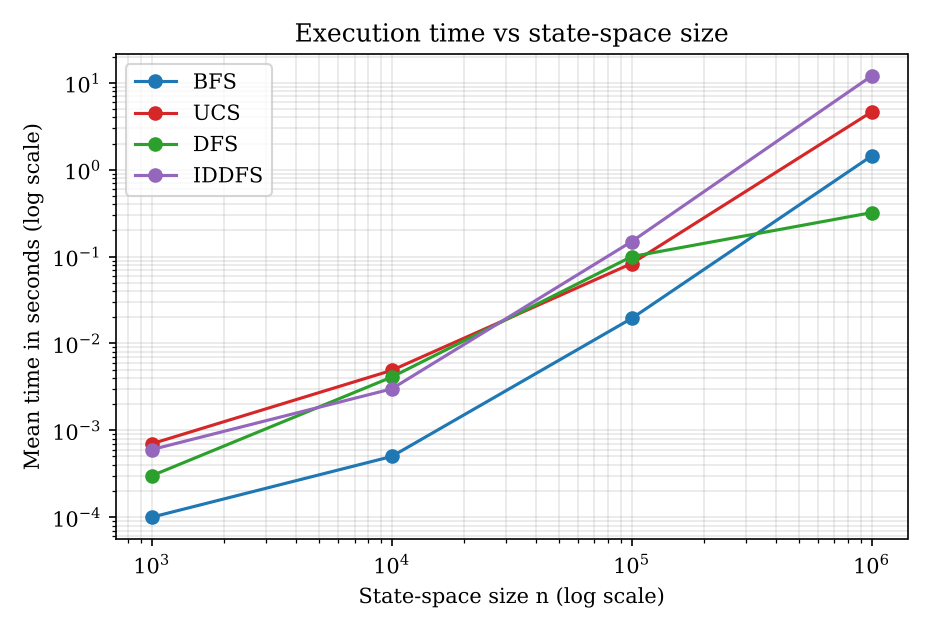 Execution time vs state-space size
Mean time in seconds (log scale)
10¹
10⁰
10⁻¹
10⁻²
10⁻³
10⁻⁴
BFS
UCS
DFS
IDDFS
10³ 10⁴ 10⁵ 10⁶
State-space size n (log scale)